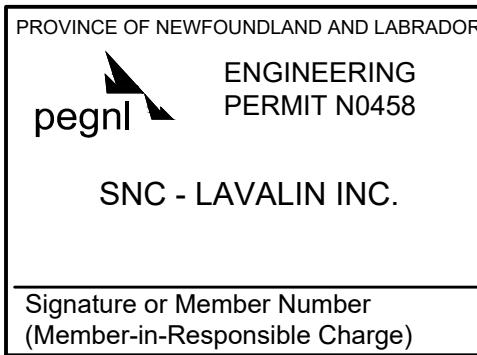 PROVINCE OF NEWFOUNDLAND AND LABRADOR
pegnl
ENGINEERING
PERMIT N0458
SNC - LAVALIN INC.
Signature or Member Number
(Member-in-Responsible Charge)